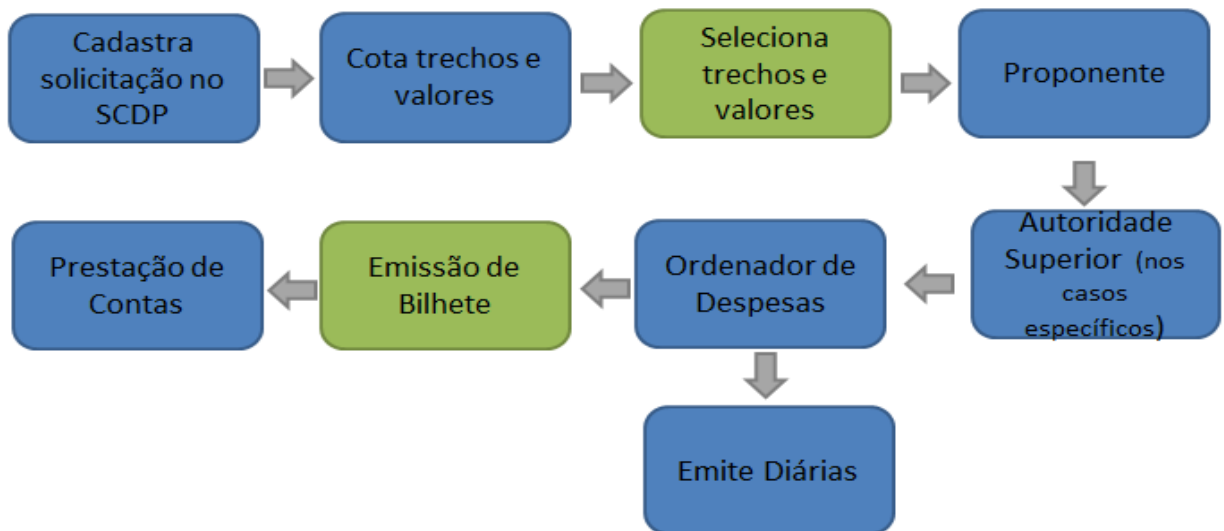 Cadastra
solicitação no
SCDP
Cota trechos e
valores
Seleciona
trechos e
valores
Proponente
Autoridade
Superior (nos
casos
específicos)
Ordenador de
Despesas
Emissão de
Bilhete
Prestação de
Contas
Emite Diárias